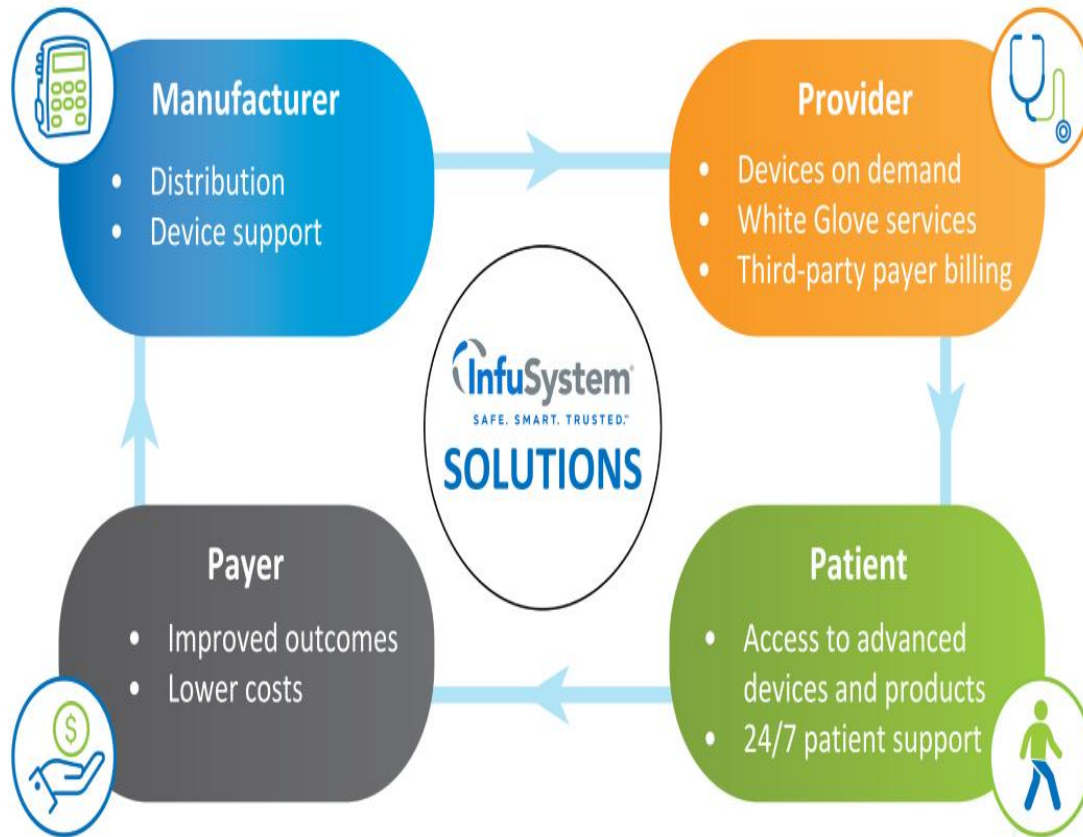 Manufacturer
• Distribution
• Device support
Provider
• Devices on demand
• White Glove services
• Third-party payer billing
InfuSystem®
SAFE. SMART. TRUSTED.™
SOLUTIONS
Payer
• Improved outcomes
• Lower costs
$
Patient
• Access to advanced
devices and products
• 24/7 patient support